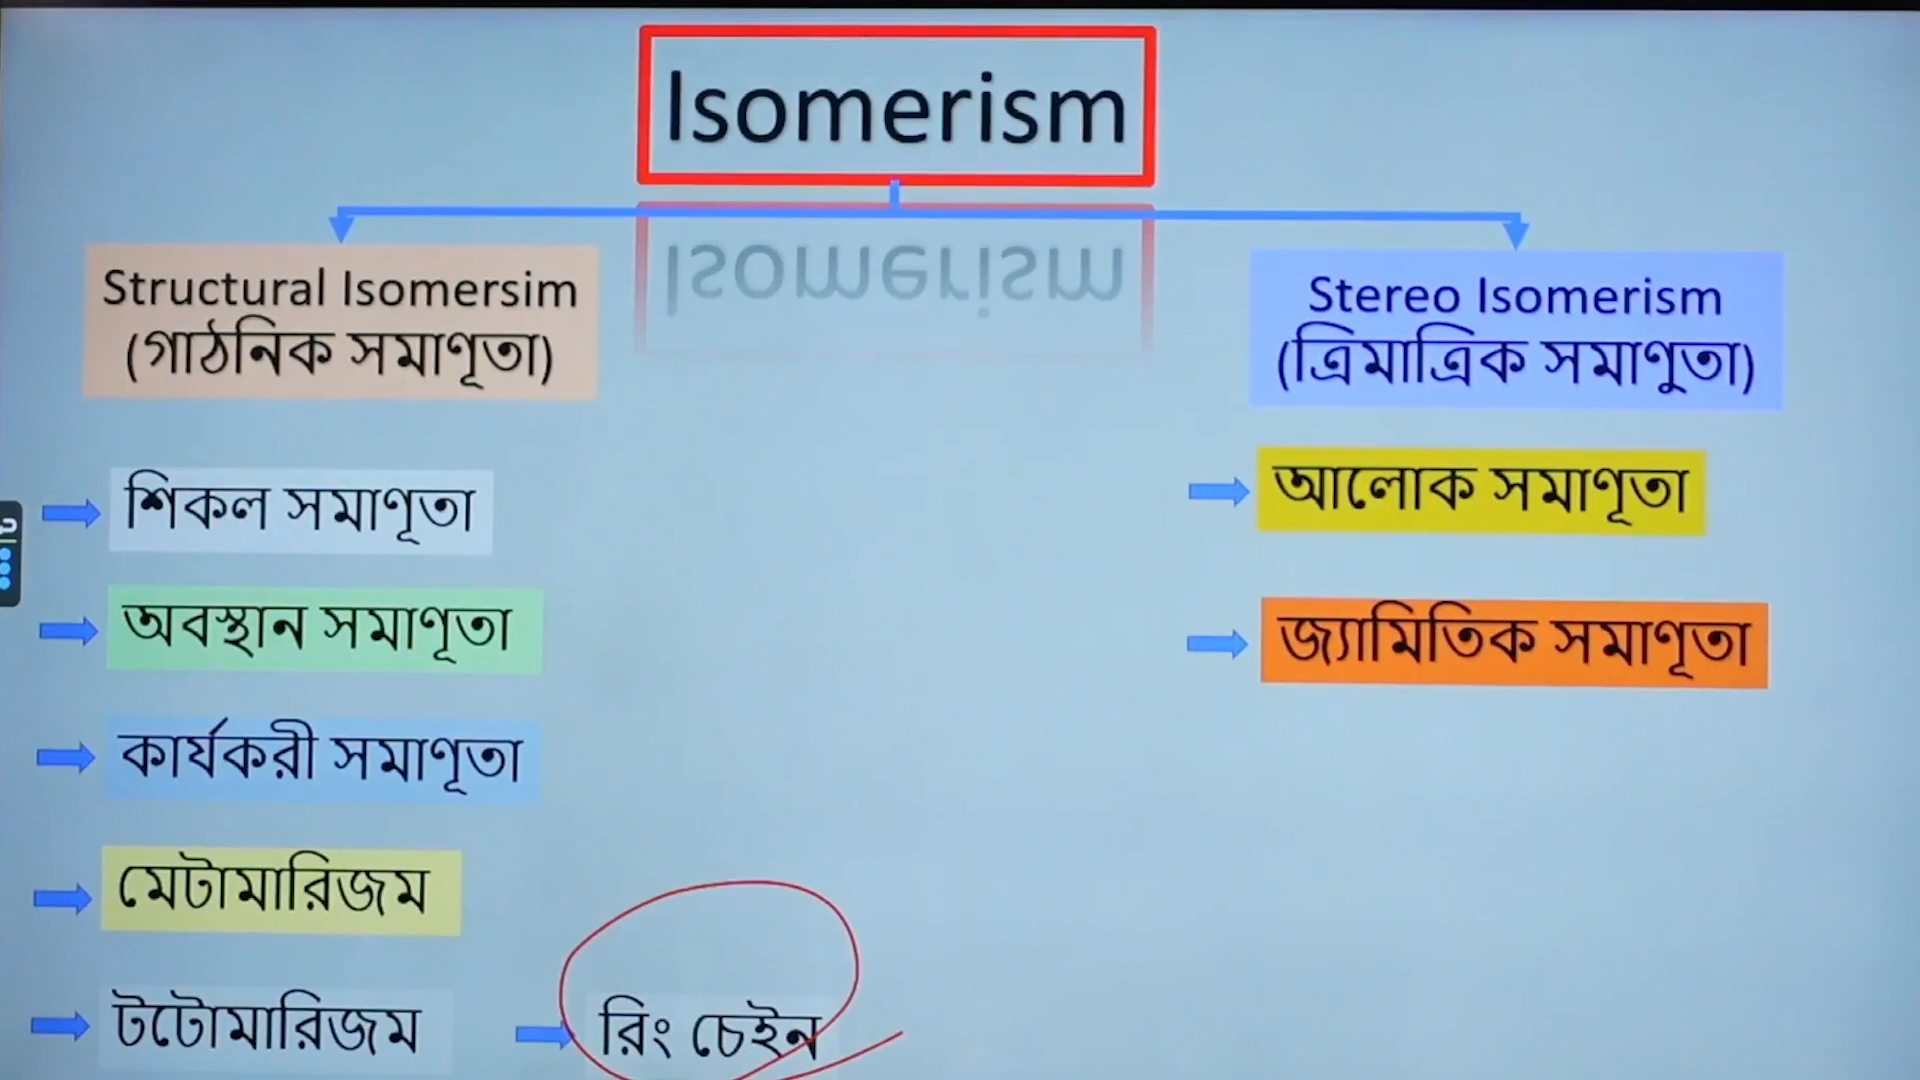 Isomerism
Structural Isomersim
(গাঠনিক সমাণূতা)
শিকল সমাণূতা
অবস্থান সমাণূতা
কার্যকরী সমাণূতা
মেটামারিজম
টটোমারিজম
রিং চেইন
Stereo Isomerism
(ত্রিমাত্রিক সমাণুতা)
আলোক সমাণূতা
জ্যামিতিক সমাণূতা